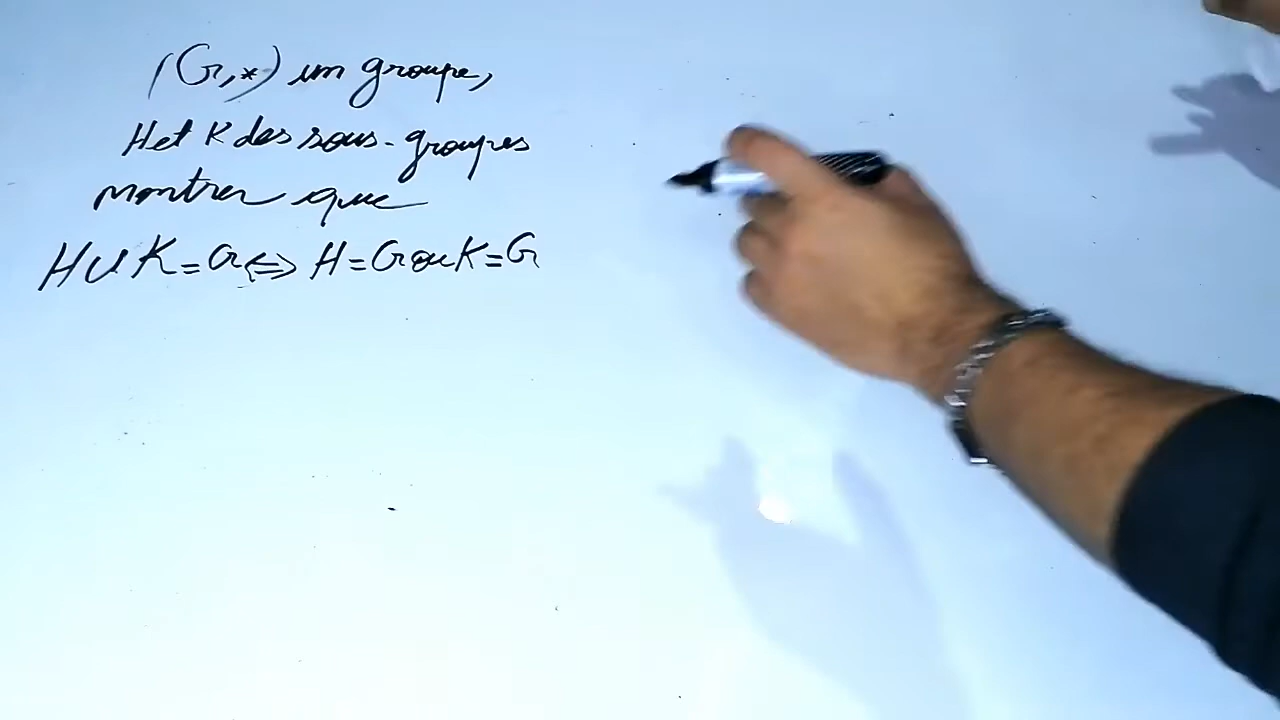 (G,*) un groupe,
H et K des sous-groupes
montrer que
H∪K=G⇔H=G ou K=G